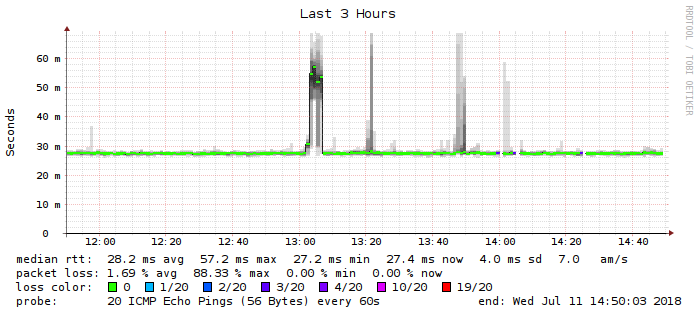 Last 3 Hours
RRDTOOL / TOBI OETIKER
Seconds
60 m
50 m
40 m
30 m
20 m
10 m
0
12:00 12:20 12:40 13:00 13:20 13:40 14:00 14:20 14:40
median rtt: 28.2 ms avg 57.2 ms max 27.2 ms min 27.4 ms now 4.0 ms sd 7.0 am/s
packet loss: 1.69 % avg 88.33 % max 0.00 % min 0.00 % now
loss color: 0 1/20 2/20 3/20 4/20 10/20 19/20
probe: 20 ICMP Echo Pings (56 Bytes) every 60s end: Wed Jul 11 14:50:03 2018